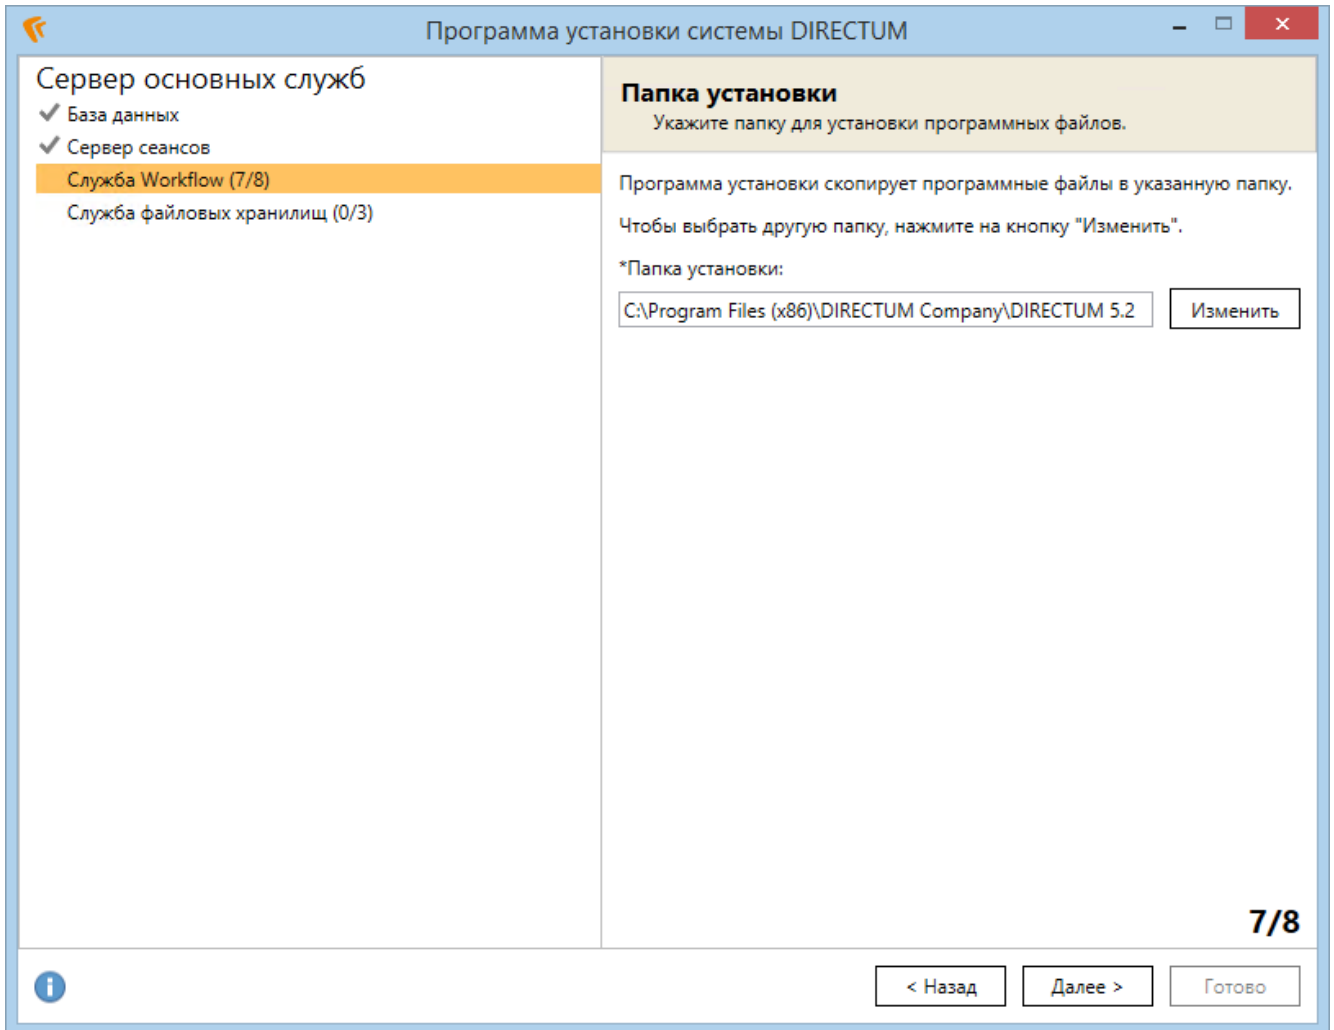 Программа установки системы DIRECTUM
Сервер основных служб
База данных
Сервер сеансов
Служба Workflow (7/8)
Служба файловых хранилищ (0/3)
Папка установки
Укажите папку для установки программных файлов.
Программа установки скопирует программные файлы в указанную папку.
Чтобы выбрать другую папку, нажмите на кнопку "Изменить".
*Папка установки:
C:\Program Files (x86)\DIRECTUM Company\DIRECTUM 5.2
Изменить
7/8
< Назад
Далее >
Готово